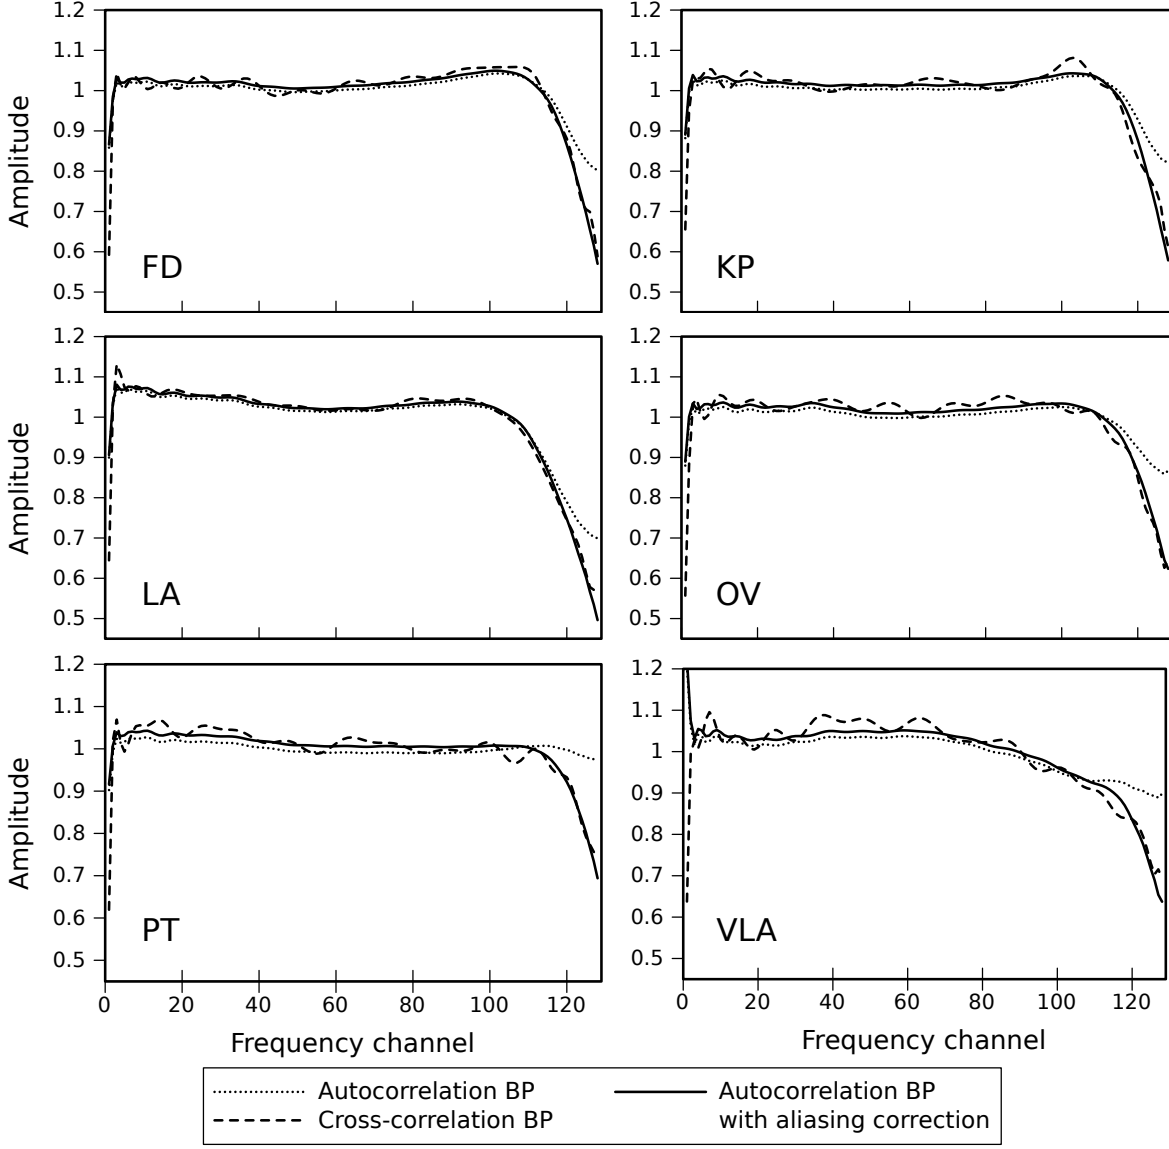 1.2
1.1
1
0.9
0.8
0.7
0.6
0.5
Amplitude
FD
1.2
1.1
1
0.9
0.8
0.7
0.6
0.5
KP
1.2
1.1
1
0.9
0.8
0.7
0.6
0.5
Amplitude
LA
1.2
1.1
1
0.9
0.8
0.7
0.6
0.5
OV
1.2
1.1
1
0.9
0.8
0.7
0.6
0.5
Amplitude
PT
0 20 40 60 80 100 120
Frequency channel
1.2
1.1
1
0.9
0.8
0.7
0.6
0.5
VLA
0 20 40 60 80 100 120
Frequency channel
Autocorrelation BP
Cross-correlation BP
Autocorrelation BP
with aliasing correction